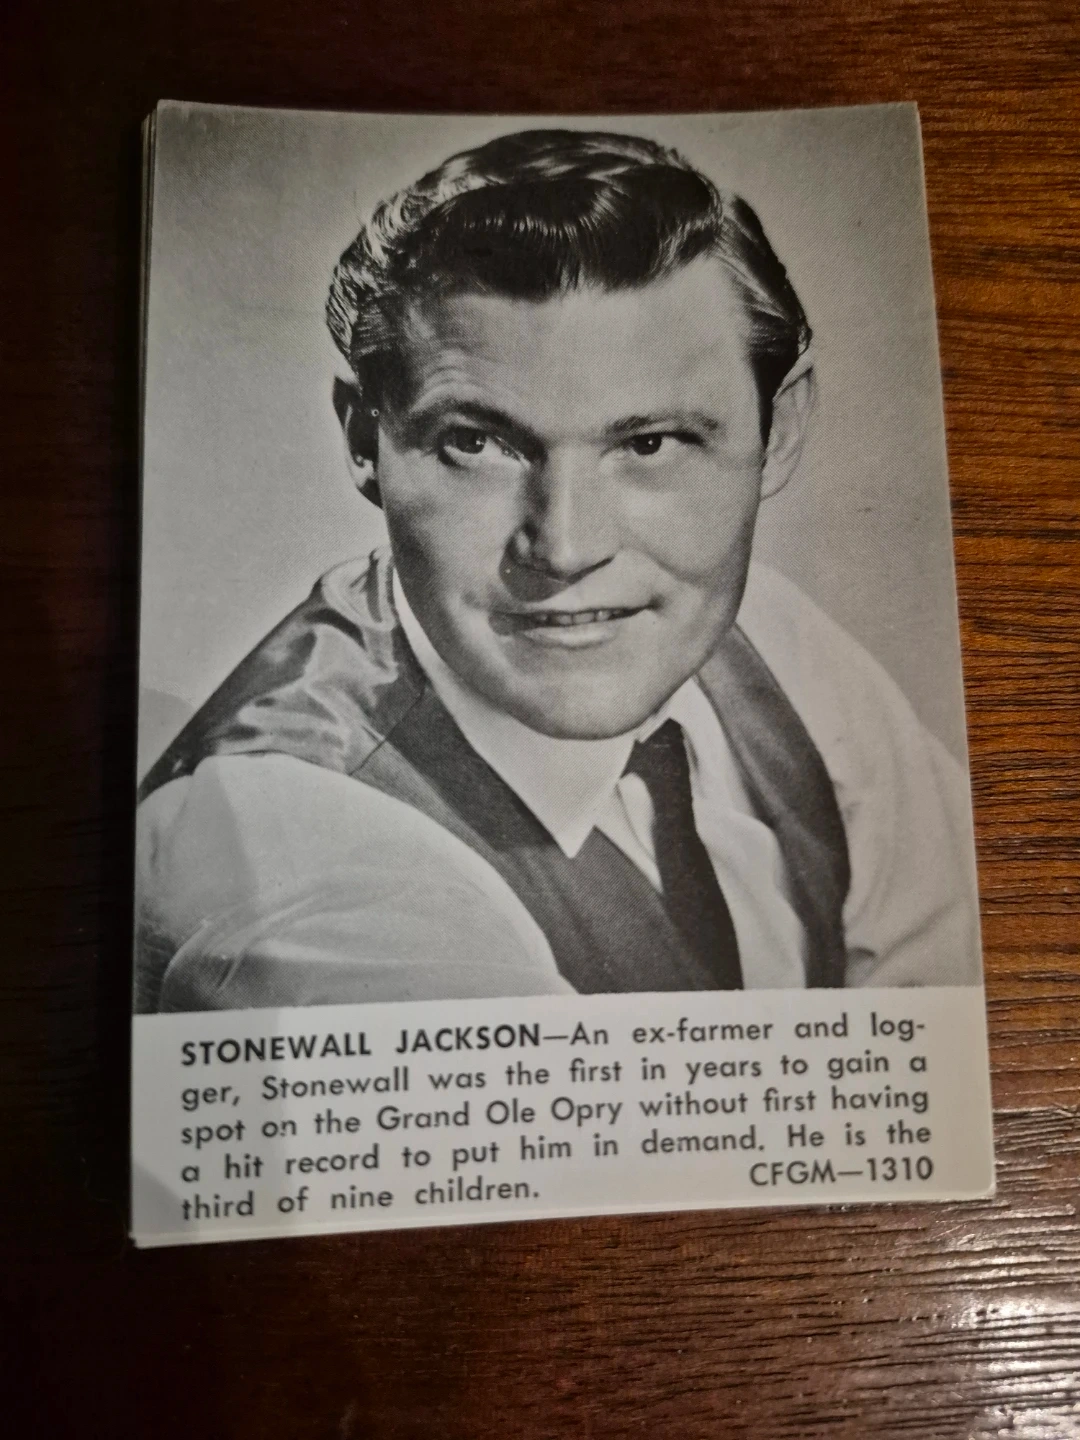 STONEWALL JACKSON—An ex-farmer and log-
ger, Stonewall was the first in years to gain a
spot on the Grand Ole Opry without first having
a hit record to put him in demand. He is the
third of nine children. CFGM—1310